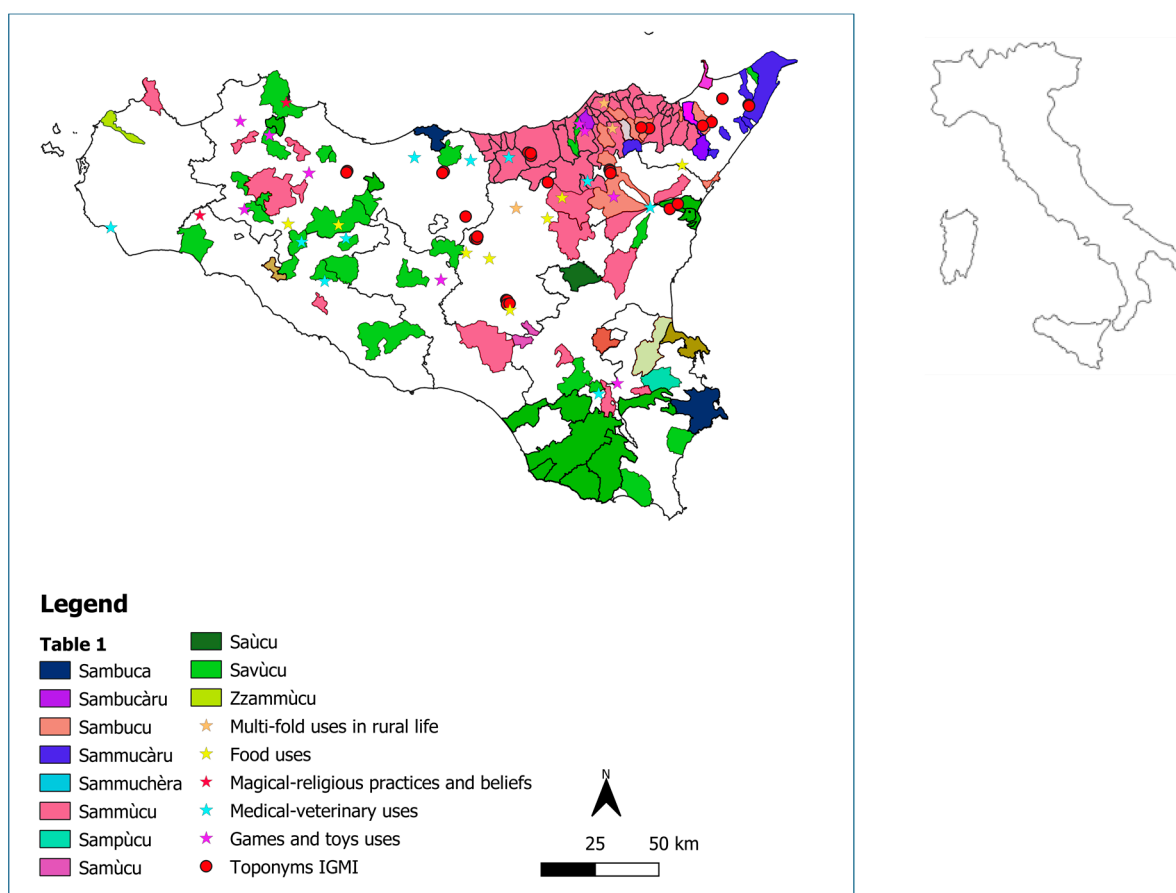 Legend
Table 1
Sambuca
Sambucàru
Sambucu
Sammucàru
Sammuchèra
Sammùcu
Sampùcu
Samùcu
Saùcu
Savùcu
Zzammùcu
Multi-fold uses in rural life
Food uses
Magical-religious practices and beliefs
Medical-veterinary uses
Games and toys uses
Toponyms IGMI
N
25 50 km